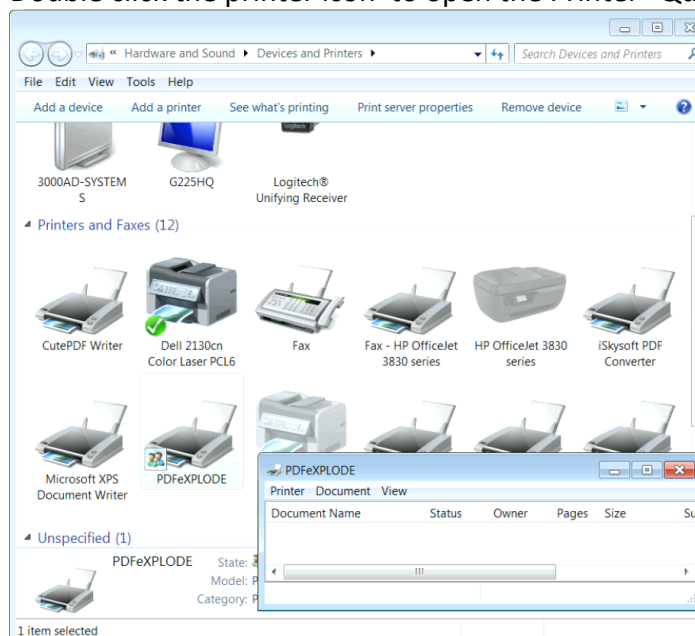 Double click the printer icon to open the Printer "Qu
« Hardware and Sound ▸ Devices and Printers ▸
Search Devices and Printers
File Edit View Tools Help
Add a device Add a printer See what's printing Print server properties Remove device
Logitech
3000AD-SYSTEM
S
G225HQ
Logitech®
Unifying Receiver
Printers and Faxes (12)
CutePDF Writer
Dell 2130cn
Color Laser PCL6
Fax
Fax - HP OfficeJet
3830 series
HP OfficeJet 3830
series
iSkysoft PDF
Converter
Microsoft XPS
Document Writer
PDFeXPLODE
PDFeXPLODE
Printer Document View
Document Name Status Owner Pages Size Su
Unspecified (1)
PDFeXPLODE State:
Model: P
Category: P
1 item selected